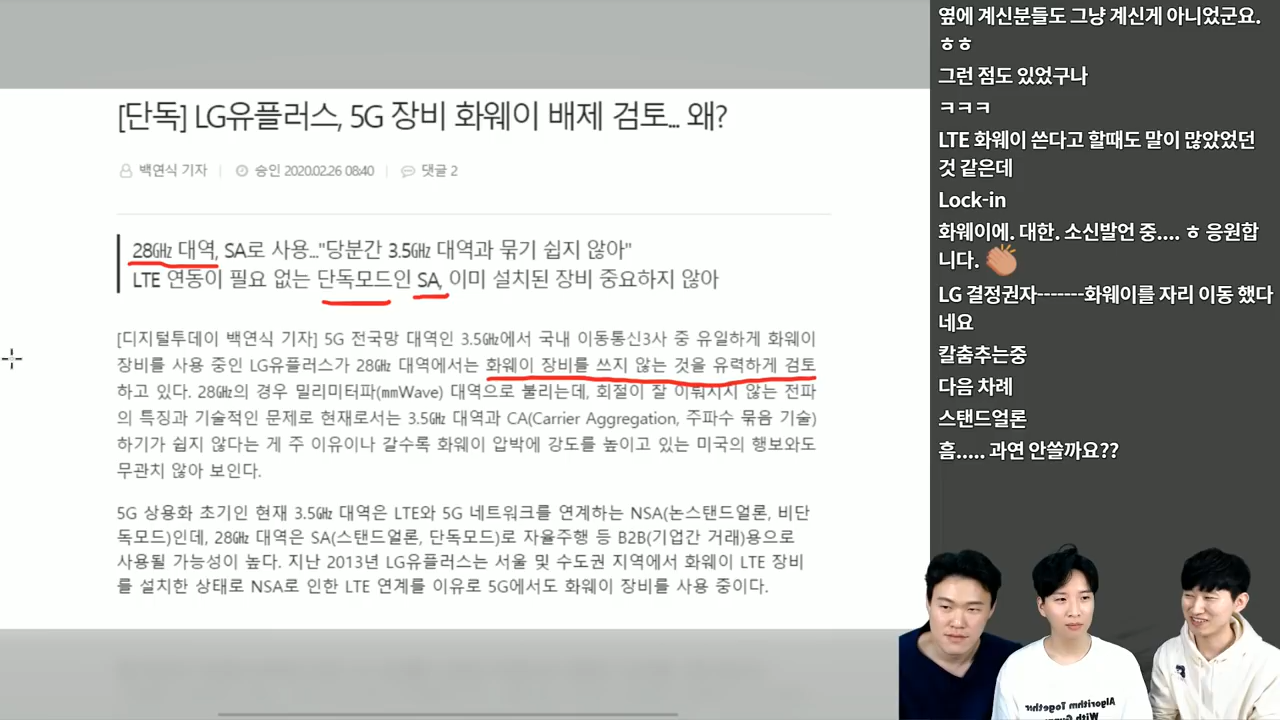 [단독] LG유플러스, 5G 장비 화웨이 배제 검토... 왜?
백연식 기자
승인 2020.02.26 08:40
댓글 2
28㎓ 대역, SA로 사용..."당분간 3.5㎓ 대역과 묶기 쉽지 않아"
LTE 연동이 필요 없는 단독모드인 SA, 이미 설치된 장비 중요하지 않아
[디지털투데이 백연식 기자] 5G 전국망 대역인 3.5㎓에서 국내 이동통신3사 중 유일하게 화웨이
장비를 사용 중인 LG유플러스가 28㎓ 대역에서는 화웨이 장비를 쓰지 않는 것을 유력하게 검토
하고 있다. 28㎓의 경우 밀리미터파(㎜Wave) 대역으로 불리는데, 회절이 잘 이뤄지지 않는 전파
의 특징과 기술적인 문제로 현재로서는 3.5㎓ 대역과 CA(Carrier Aggregation, 주파수 묶음 기술)
하기가 쉽지 않다는 게 주 이유이나 갈수록 화웨이 압박에 강도를 높이고 있는 미국의 행보와도
무관치 않아 보인다.
5G 상용화 초기인 현재 3.5㎓ 대역은 LTE와 5G 네트워크를 연계하는 NSA(논스탠드얼론, 비단
독모드)인데, 28㎓ 대역은 SA(스탠드얼론, 단독모드)로 자율주행 등 B2B(기업간 거래)용으로
사용될 가능성이 높다. 지난 2013년 LG유플러스는 서울 및 수도권 지역에서 화웨이 LTE 장비
를 설치한 상태로 NSA로 인한 LTE 연계를 이유로 5G에서도 화웨이 장비를 사용 중이다.
옆에 계신분들도 그냥 계신게 아니었군요.
ㅎㅎ
그런 점도 있었구나
ㅋㅋㅋ
LTE 화웨이 쓴다고 할때도 말이 많았었던
것 같은데
Lock-in
화웨이에. 대한. 소신발언 중.... ㅎ 응원합
니다.
LG 결정권자-------화웨이를 자리 이동 했다
네요
칼춤추는중
다음 차례
스탠드얼론
흠..... 과연 안쓸까요??
Algorithm Together
With